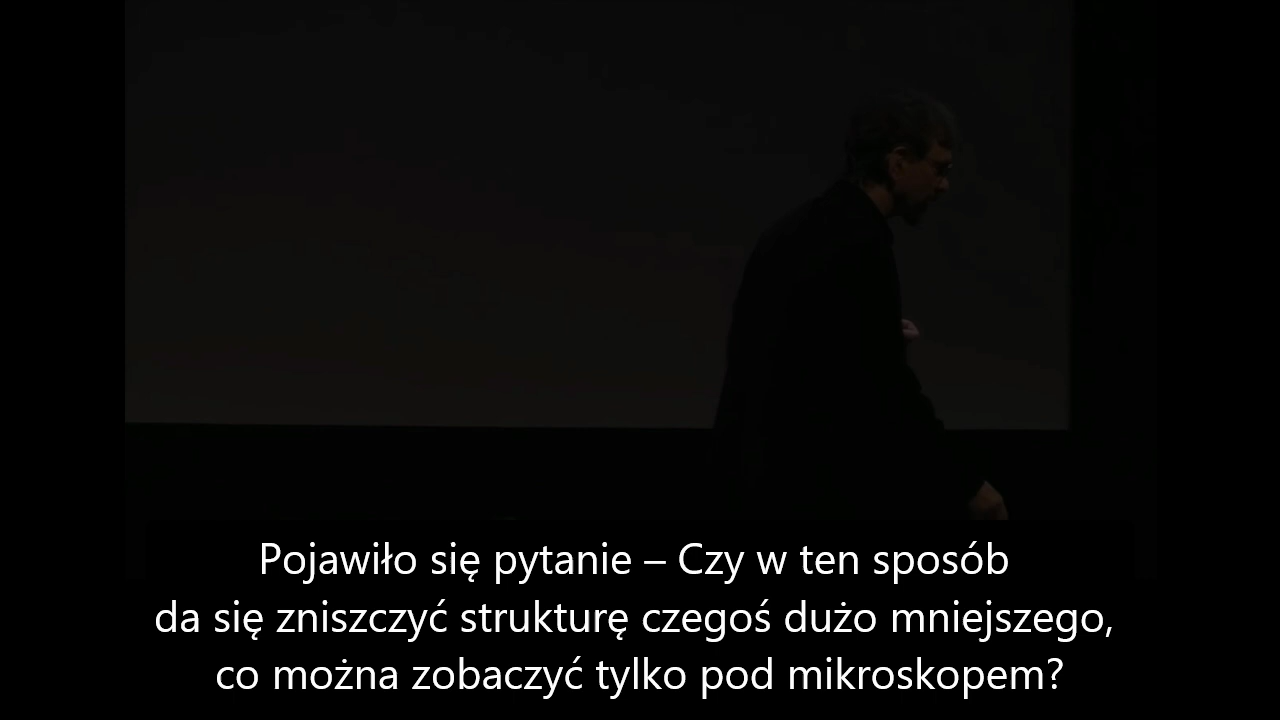 Pojawiło się pytanie – Czy w ten sposób
da się zniszczyć strukturę czegoś dużo mniejszego,
co można zobaczyć tylko pod mikroskopem?